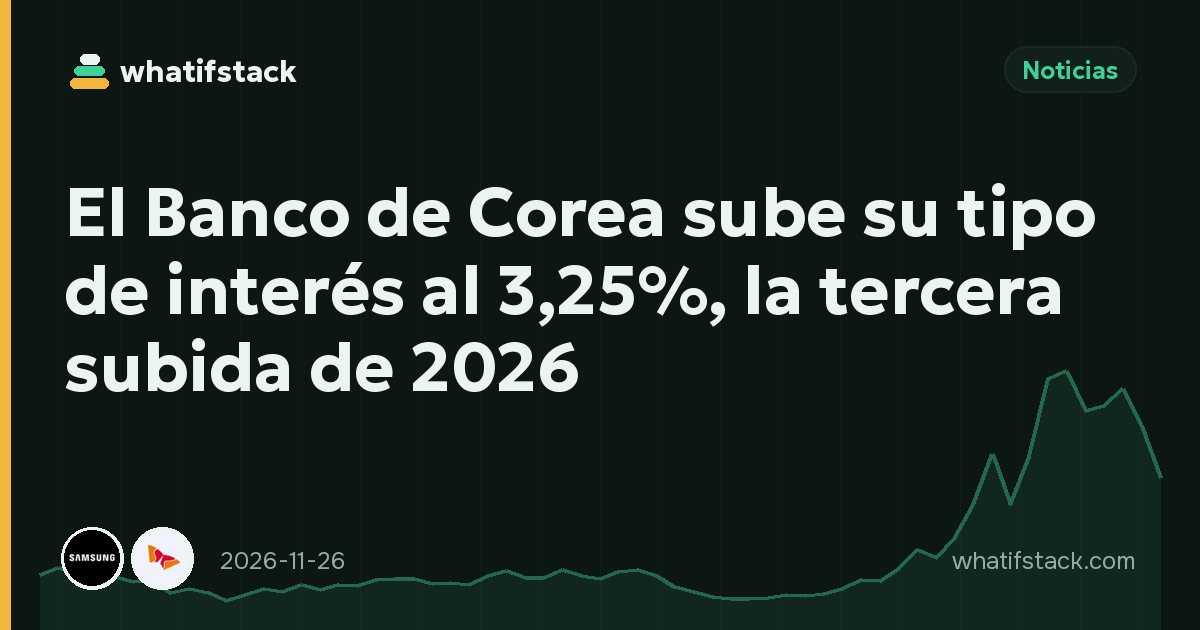 whatifstack
Noticias
El Banco de Corea sube su tipo
de interés al 3,25%, la tercera
subida de 2026
SAMSUNG
2026-11-26
whatifstack.com